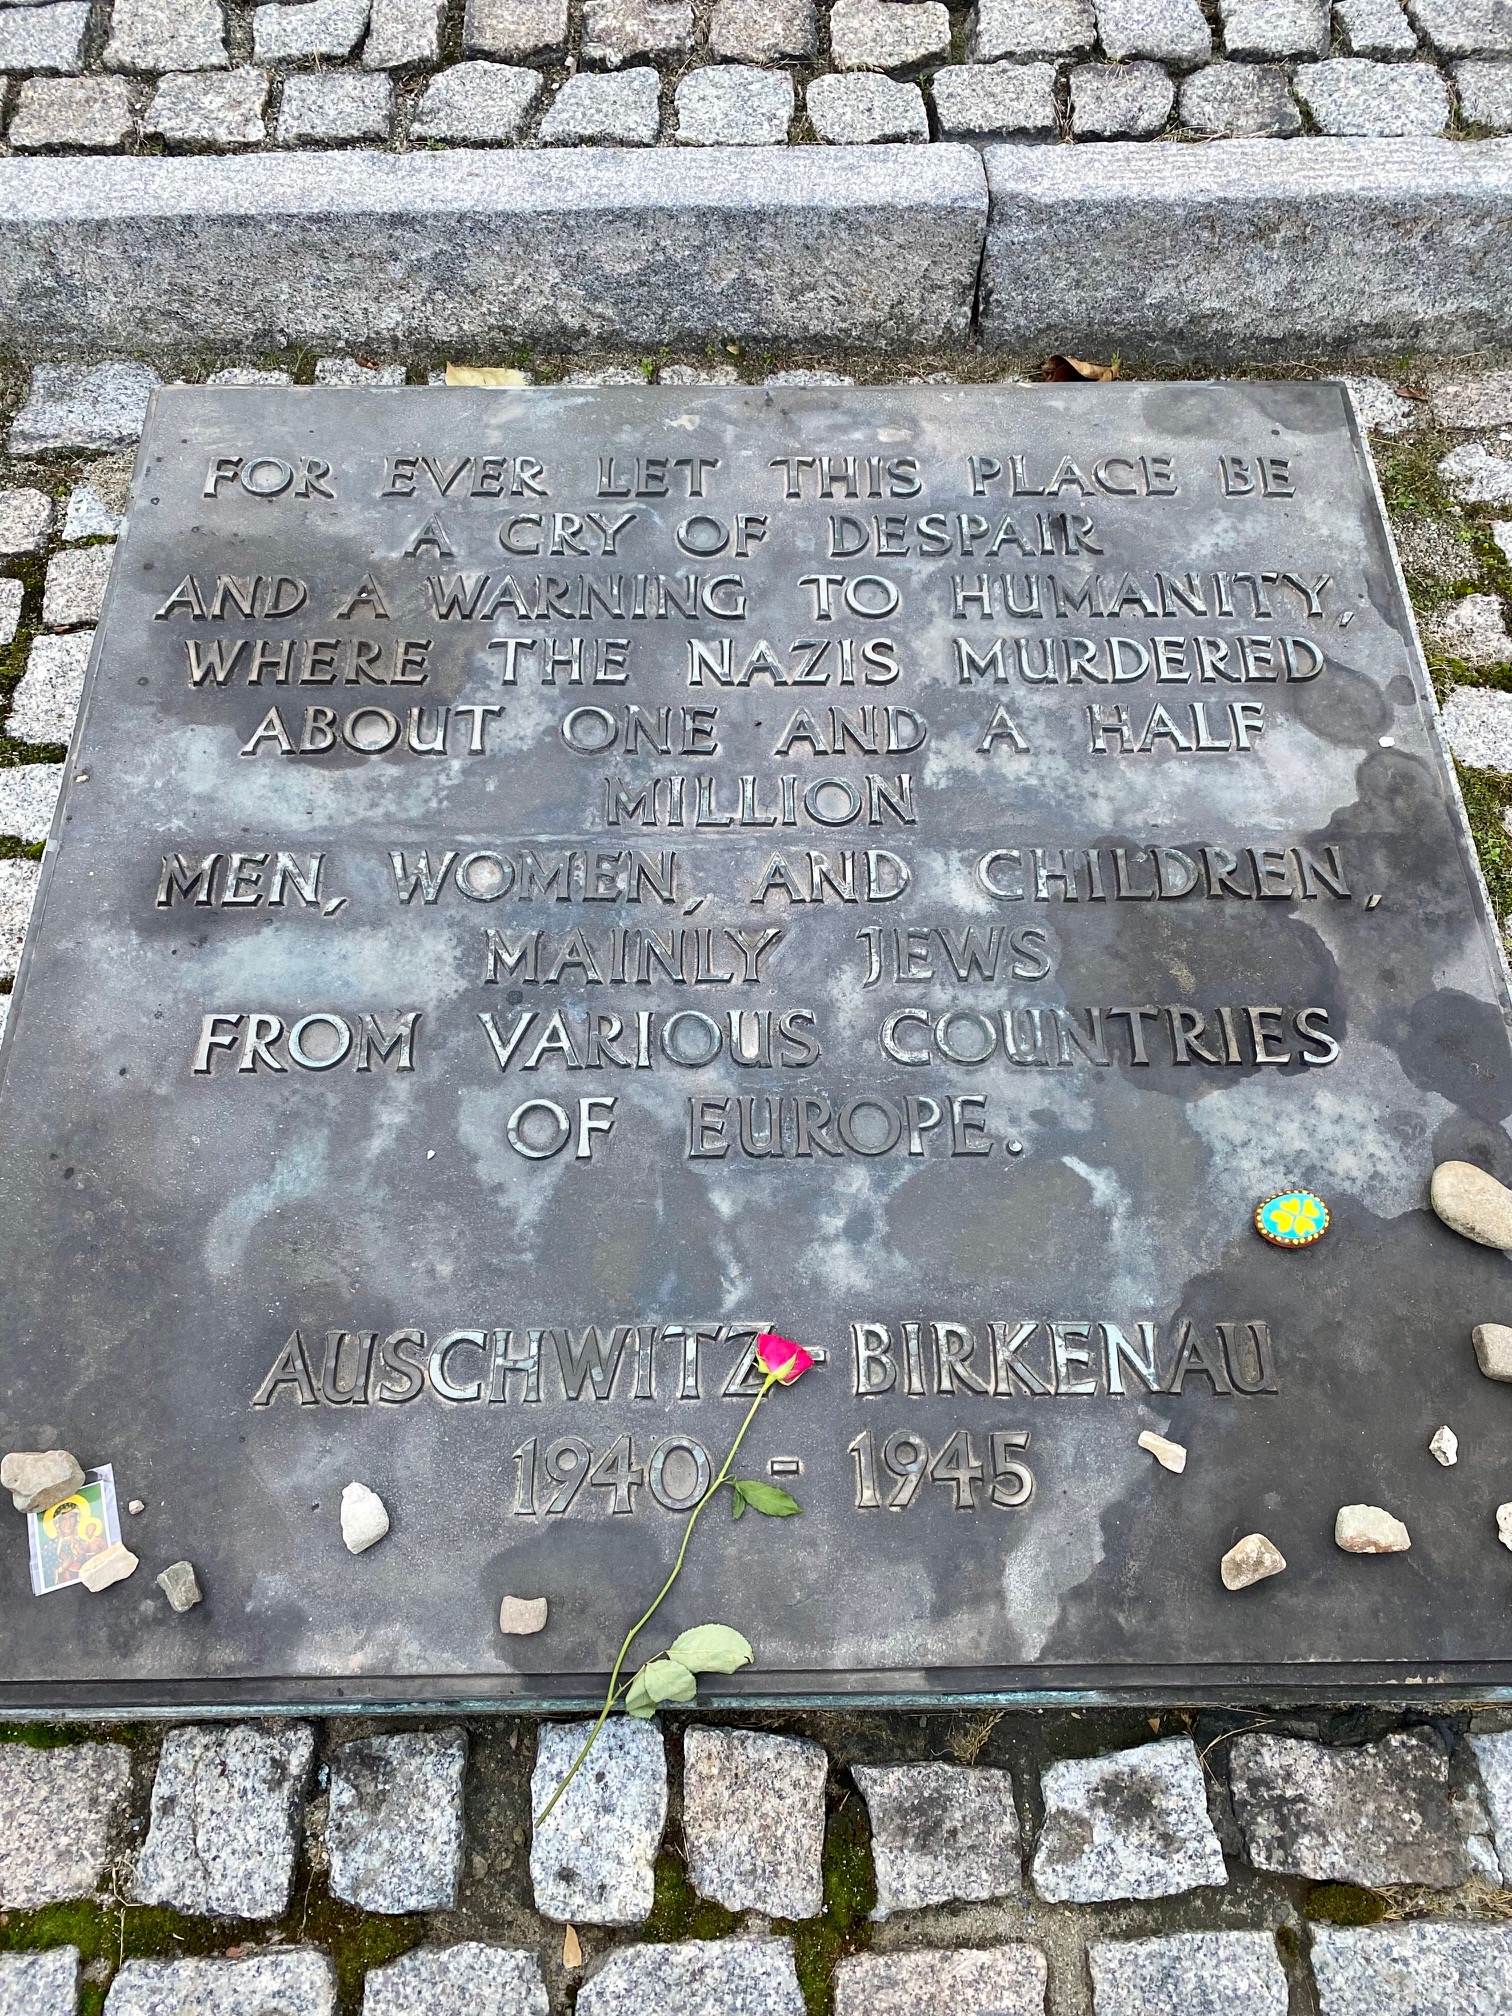 FOR EVER LET THIS PLACE BE
A CRY OF DESPAIR
AND A WARNING TO HUMANITY,
WHERE THE NAZIS MURDERED
ABOUT ONE AND A HALF
MILLION
MEN, WOMEN, AND CHILDREN,
MAINLY JEWS
FROM VARIOUS COUNTRIES
OF EUROPE.
AUSCHWITZ - BIRKENAU
1940 - 1945